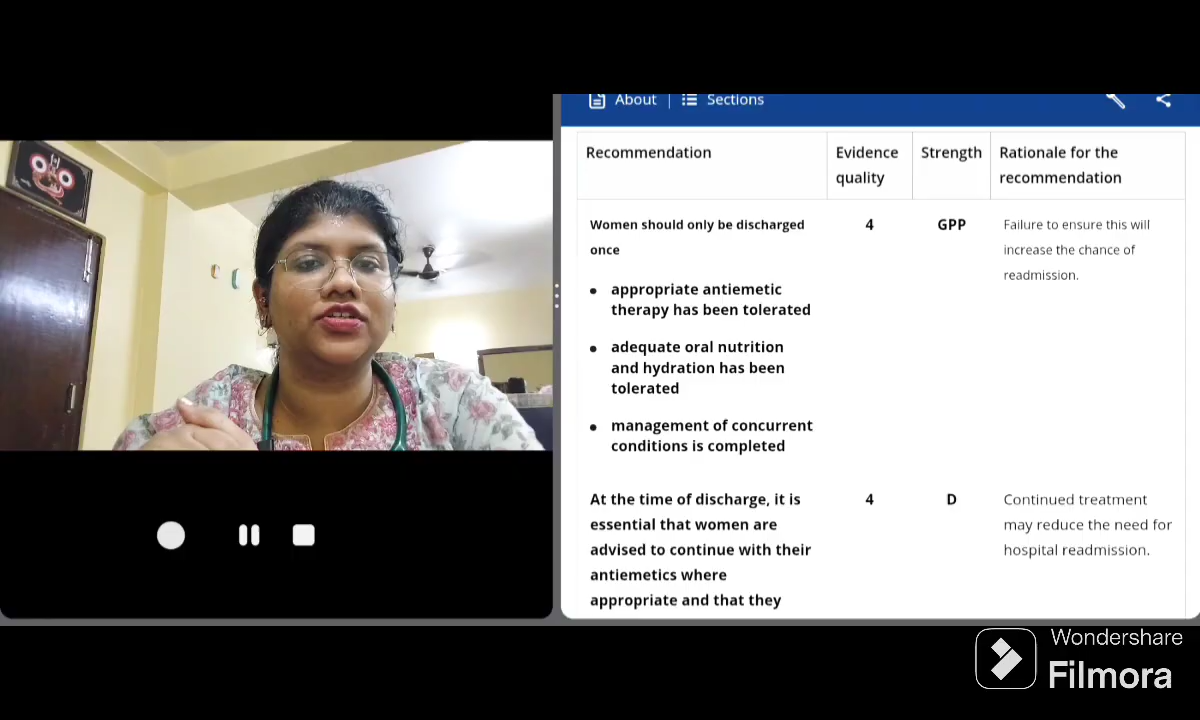 About | Sections
Recommendation
Evidence
quality
Strength
Rationale for the
recommendation
Women should only be discharged
once
4
GPP
Failure to ensure this will
increase the chance of
readmission.
• appropriate antiemetic
therapy has been tolerated
• adequate oral nutrition
and hydration has been
tolerated
• management of concurrent
conditions is completed
At the time of discharge, it is
essential that women are
advised to continue with their
antiemetics where
appropriate and that they
4
D
Continued treatment
may reduce the need for
hospital readmission.
Wondershare
Filmora